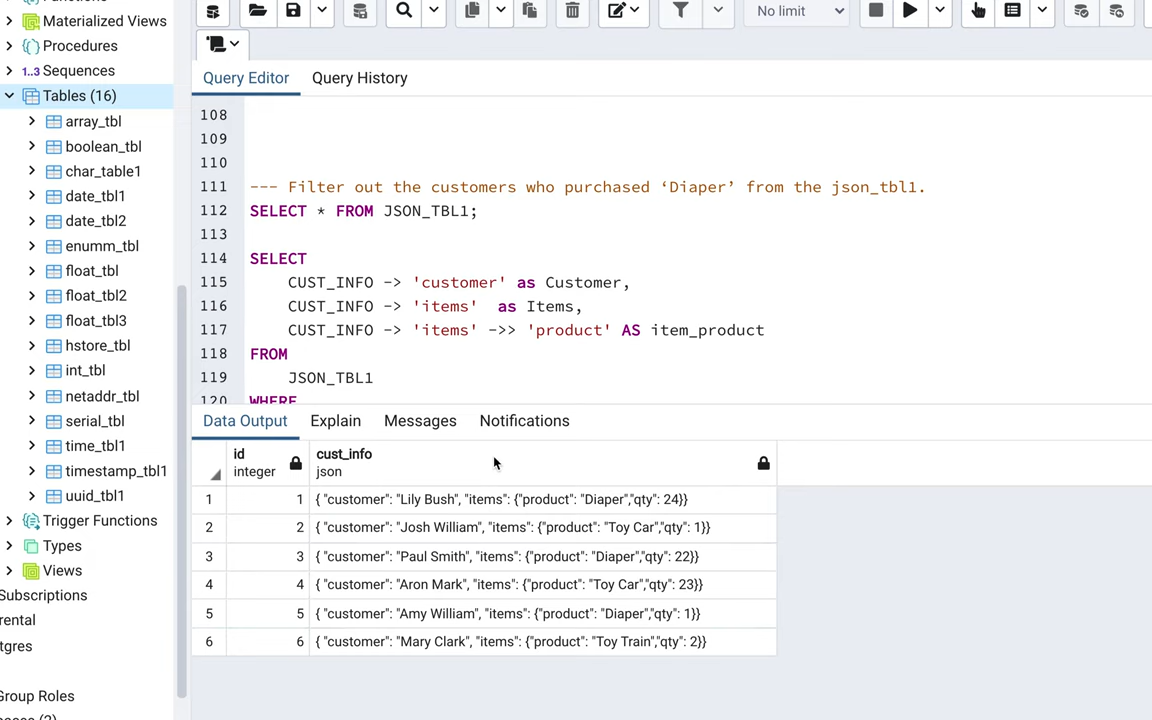 Materialized Views
Procedures
1..3 Sequences
Tables (16)
array_tbl
boolean_tbl
char_table1
date_tbl1
date_tbl2
enumm_tbl
float_tbl
float_tbl2
float_tbl3
hstore_tbl
int_tbl
netaddr_tbl
serial_tbl
time_tbl1
timestamp_tbl1
uuid_tbl1
Trigger Functions
Types
Views
Subscriptions
rental
tgres
Group Roles
No limit
Query Editor Query History
108
109
110
111 --- Filter out the customers who purchased ‘Diaper’ from the json_tbl1.
112 SELECT * FROM JSON_TBL1;
113
114 SELECT
115 CUST_INFO -> 'customer' as Customer,
116 CUST_INFO -> 'items' as Items,
117 CUST_INFO -> 'items' ->> 'product' AS item_product
118 FROM
119 JSON_TBL1
120 WHERE
Data Output Explain Messages Notifications
id cust_info
integer json
1 1 { "customer": "Lily Bush", "items": {"product": "Diaper","qty": 24}}
2 2 { "customer": "Josh William", "items": {"product": "Toy Car","qty": 1}}
3 3 { "customer": "Paul Smith", "items": {"product": "Diaper","qty": 22}}
4 4 { "customer": "Aron Mark", "items": {"product": "Toy Car","qty": 23}}
5 5 { "customer": "Amy William", "items": {"product": "Diaper","qty": 1}}
6 6 { "customer": "Mary Clark", "items": {"product": "Toy Train","qty": 2}}